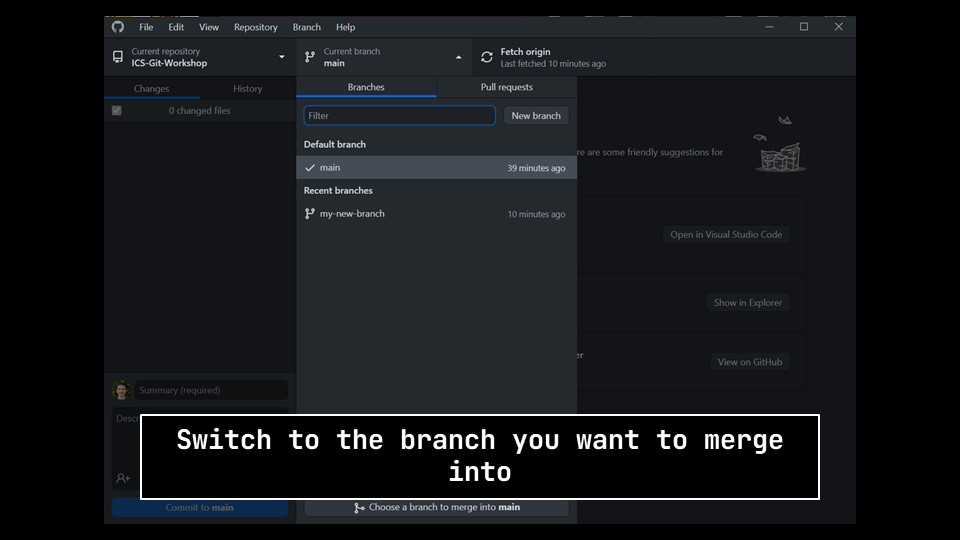 File Edit View Repository Branch Help
Current repository
ICS-Git-Workshop
Current branch
main
Fetch origin
Last fetched 10 minutes ago
Changes History
0 changed files
Branches Pull requests
Filter
New branch
Default branch
main 39 minutes ago
Recent branches
my-new-branch 10 minutes ago
re are some friendly suggestions for
Open in Visual Studio Code
Show in Explorer
er
View on GitHub
Summary (required)
Descr
Switch to the branch you want to merge
into
Commit to main
Choose a branch to merge into main